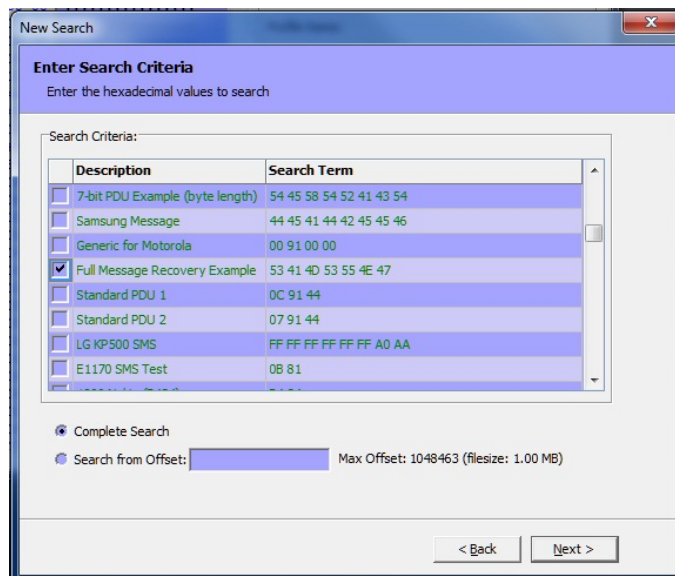 New Search
Enter Search Criteria
Enter the hexadecimal values to search
Search Criteria:
Description Search Term
7-bit PDU Example (byte length) 54 45 58 54 52 41 43 54
Samsung Message 44 45 41 44 42 45 45 46
Generic for Motorola 00 91 00 00
Full Message Recovery Example 53 41 4D 53 55 4E 47
Standard PDU 1 0C 91 44
Standard PDU 2 07 91 44
LG KP500 SMS FF FF FF FF FF FF A0 AA
E1170 SMS Test 0B 81
Complete Search
Search from Offset: Max Offset: 1048463 (filesize: 1.00 MB)
< Back Next >